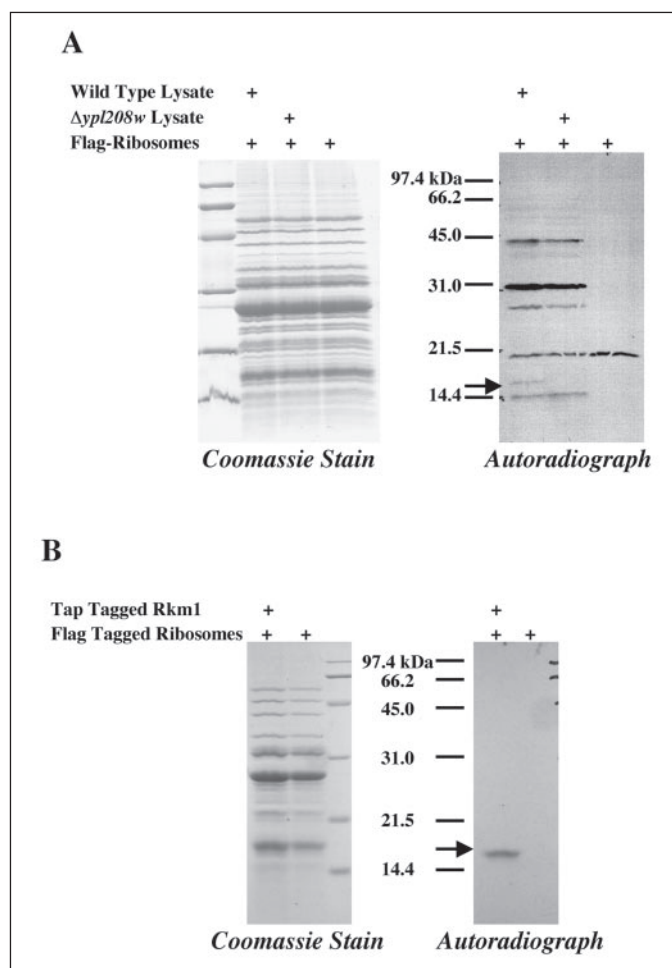 A
Wild Type Lysate + +
Δypl208w Lysate + +
Flag-Ribosomes + + + + + +
97.4 kDa
66.2
45.0
31.0
21.5
14.4
Coomassie Stain Autoradiograph
B
Tap Tagged Rkm1 + +
Flag Tagged Ribosomes + + + +
97.4 kDa
66.2
45.0
31.0
21.5
14.4
Coomassie Stain Autoradiograph